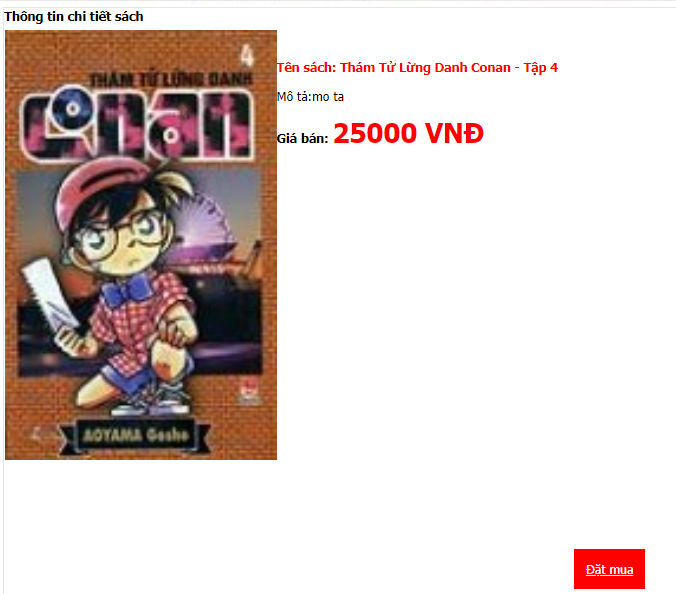 Thông tin chi tiết sách
4
THÁM TỬ LỪNG DANH
conan
AOYAMA Gosho
Tên sách: Thám Tử Lừng Danh Conan - Tập 4
Mô tả:mo ta
Giá bán: 25000 VNĐ
Đặt mua